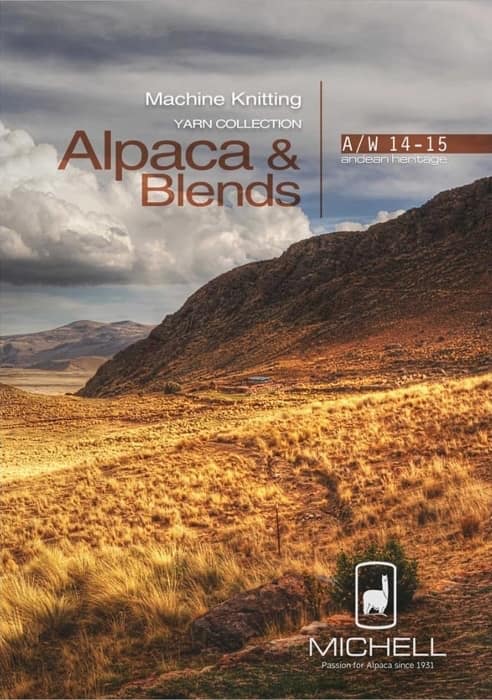 Machine Knitting
YARN COLLECTION
Alpaca &
Blends
A/W 14-15
andean heritage
MICHELL
Passion for Alpaca since 1931